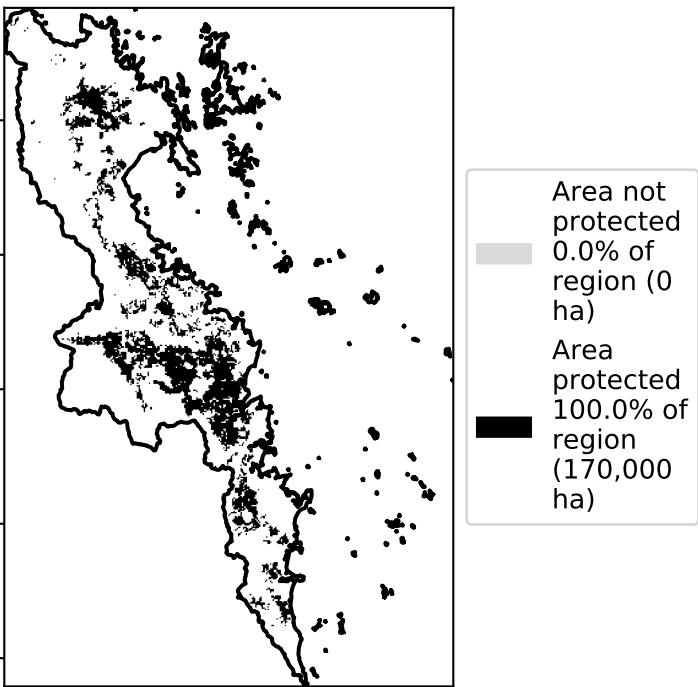 Area not
protected
0.0% of
region (0
ha)
Area
protected
100.0% of
region
(170,000
ha)